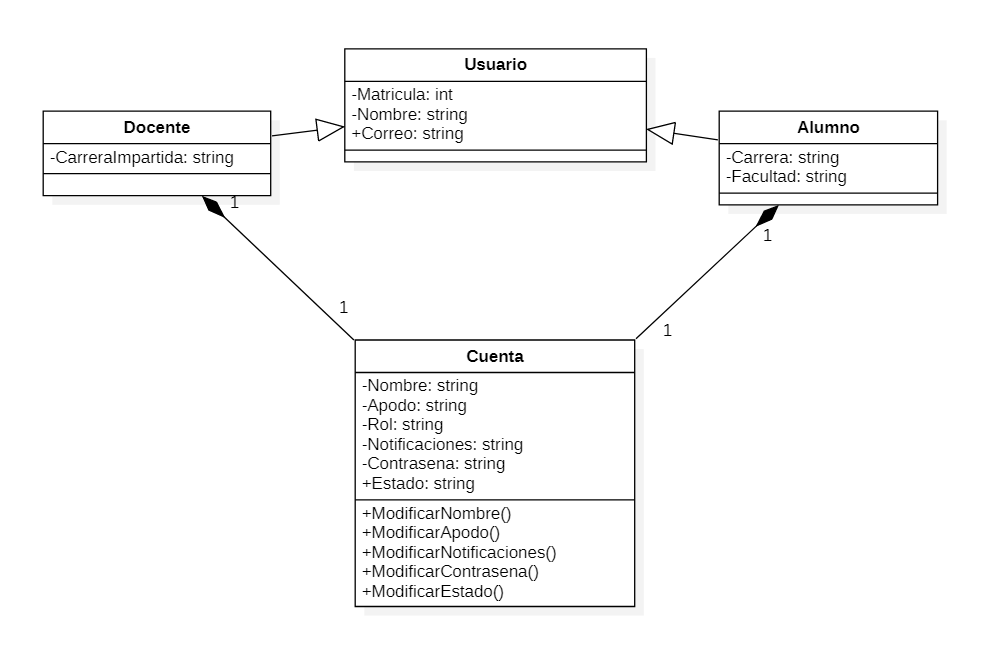 Usuario
-Matricula: int
-Nombre: string
+Correo: string
Docente
-CarreraImpartida: string
Alumno
-Carrera: string
-Facultad: string
1
1
1
1
Cuenta
-Nombre: string
-Apodo: string
-Rol: string
-Notificaciones: string
-Contrasena: string
+Estado: string
+ModificarNombre()
+ModificarApodo()
+ModificarNotificaciones()
+ModificarContrasena()
+ModificarEstado()